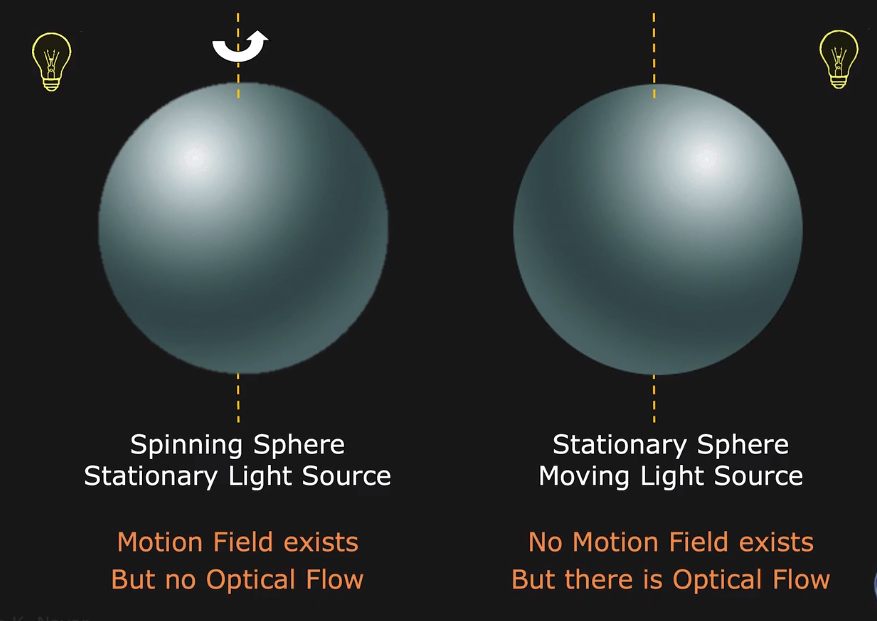 Spinning Sphere
Stationary Light Source
Motion Field exists
But no Optical Flow
Stationary Sphere
Moving Light Source
No Motion Field exists
But there is Optical Flow